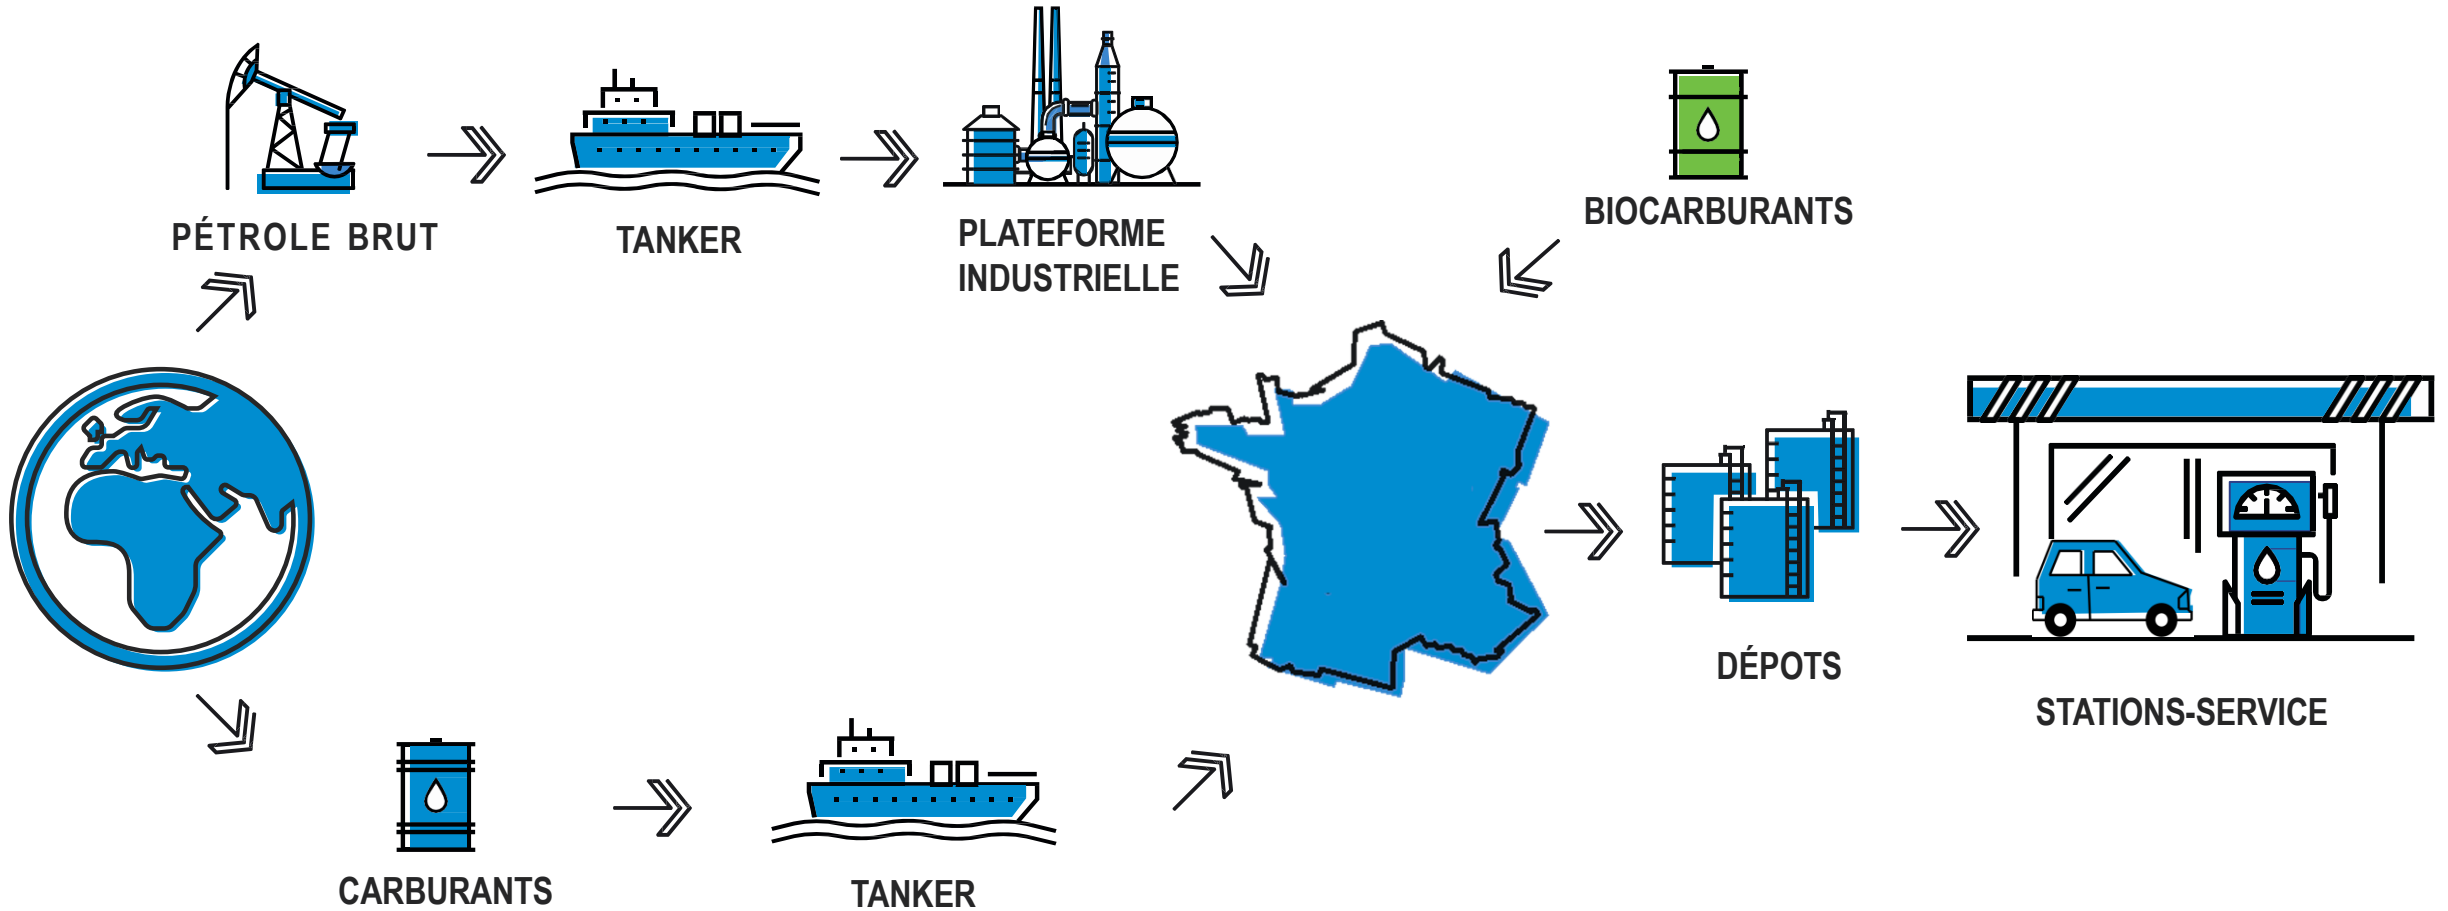 PÉTROLE BRUT
TANKER
PLATEFORME
INDUSTRIELLE
BIOCARBURANTS
DÉPOTS
STATIONS-SERVICE
CARBURANTS
TANKER